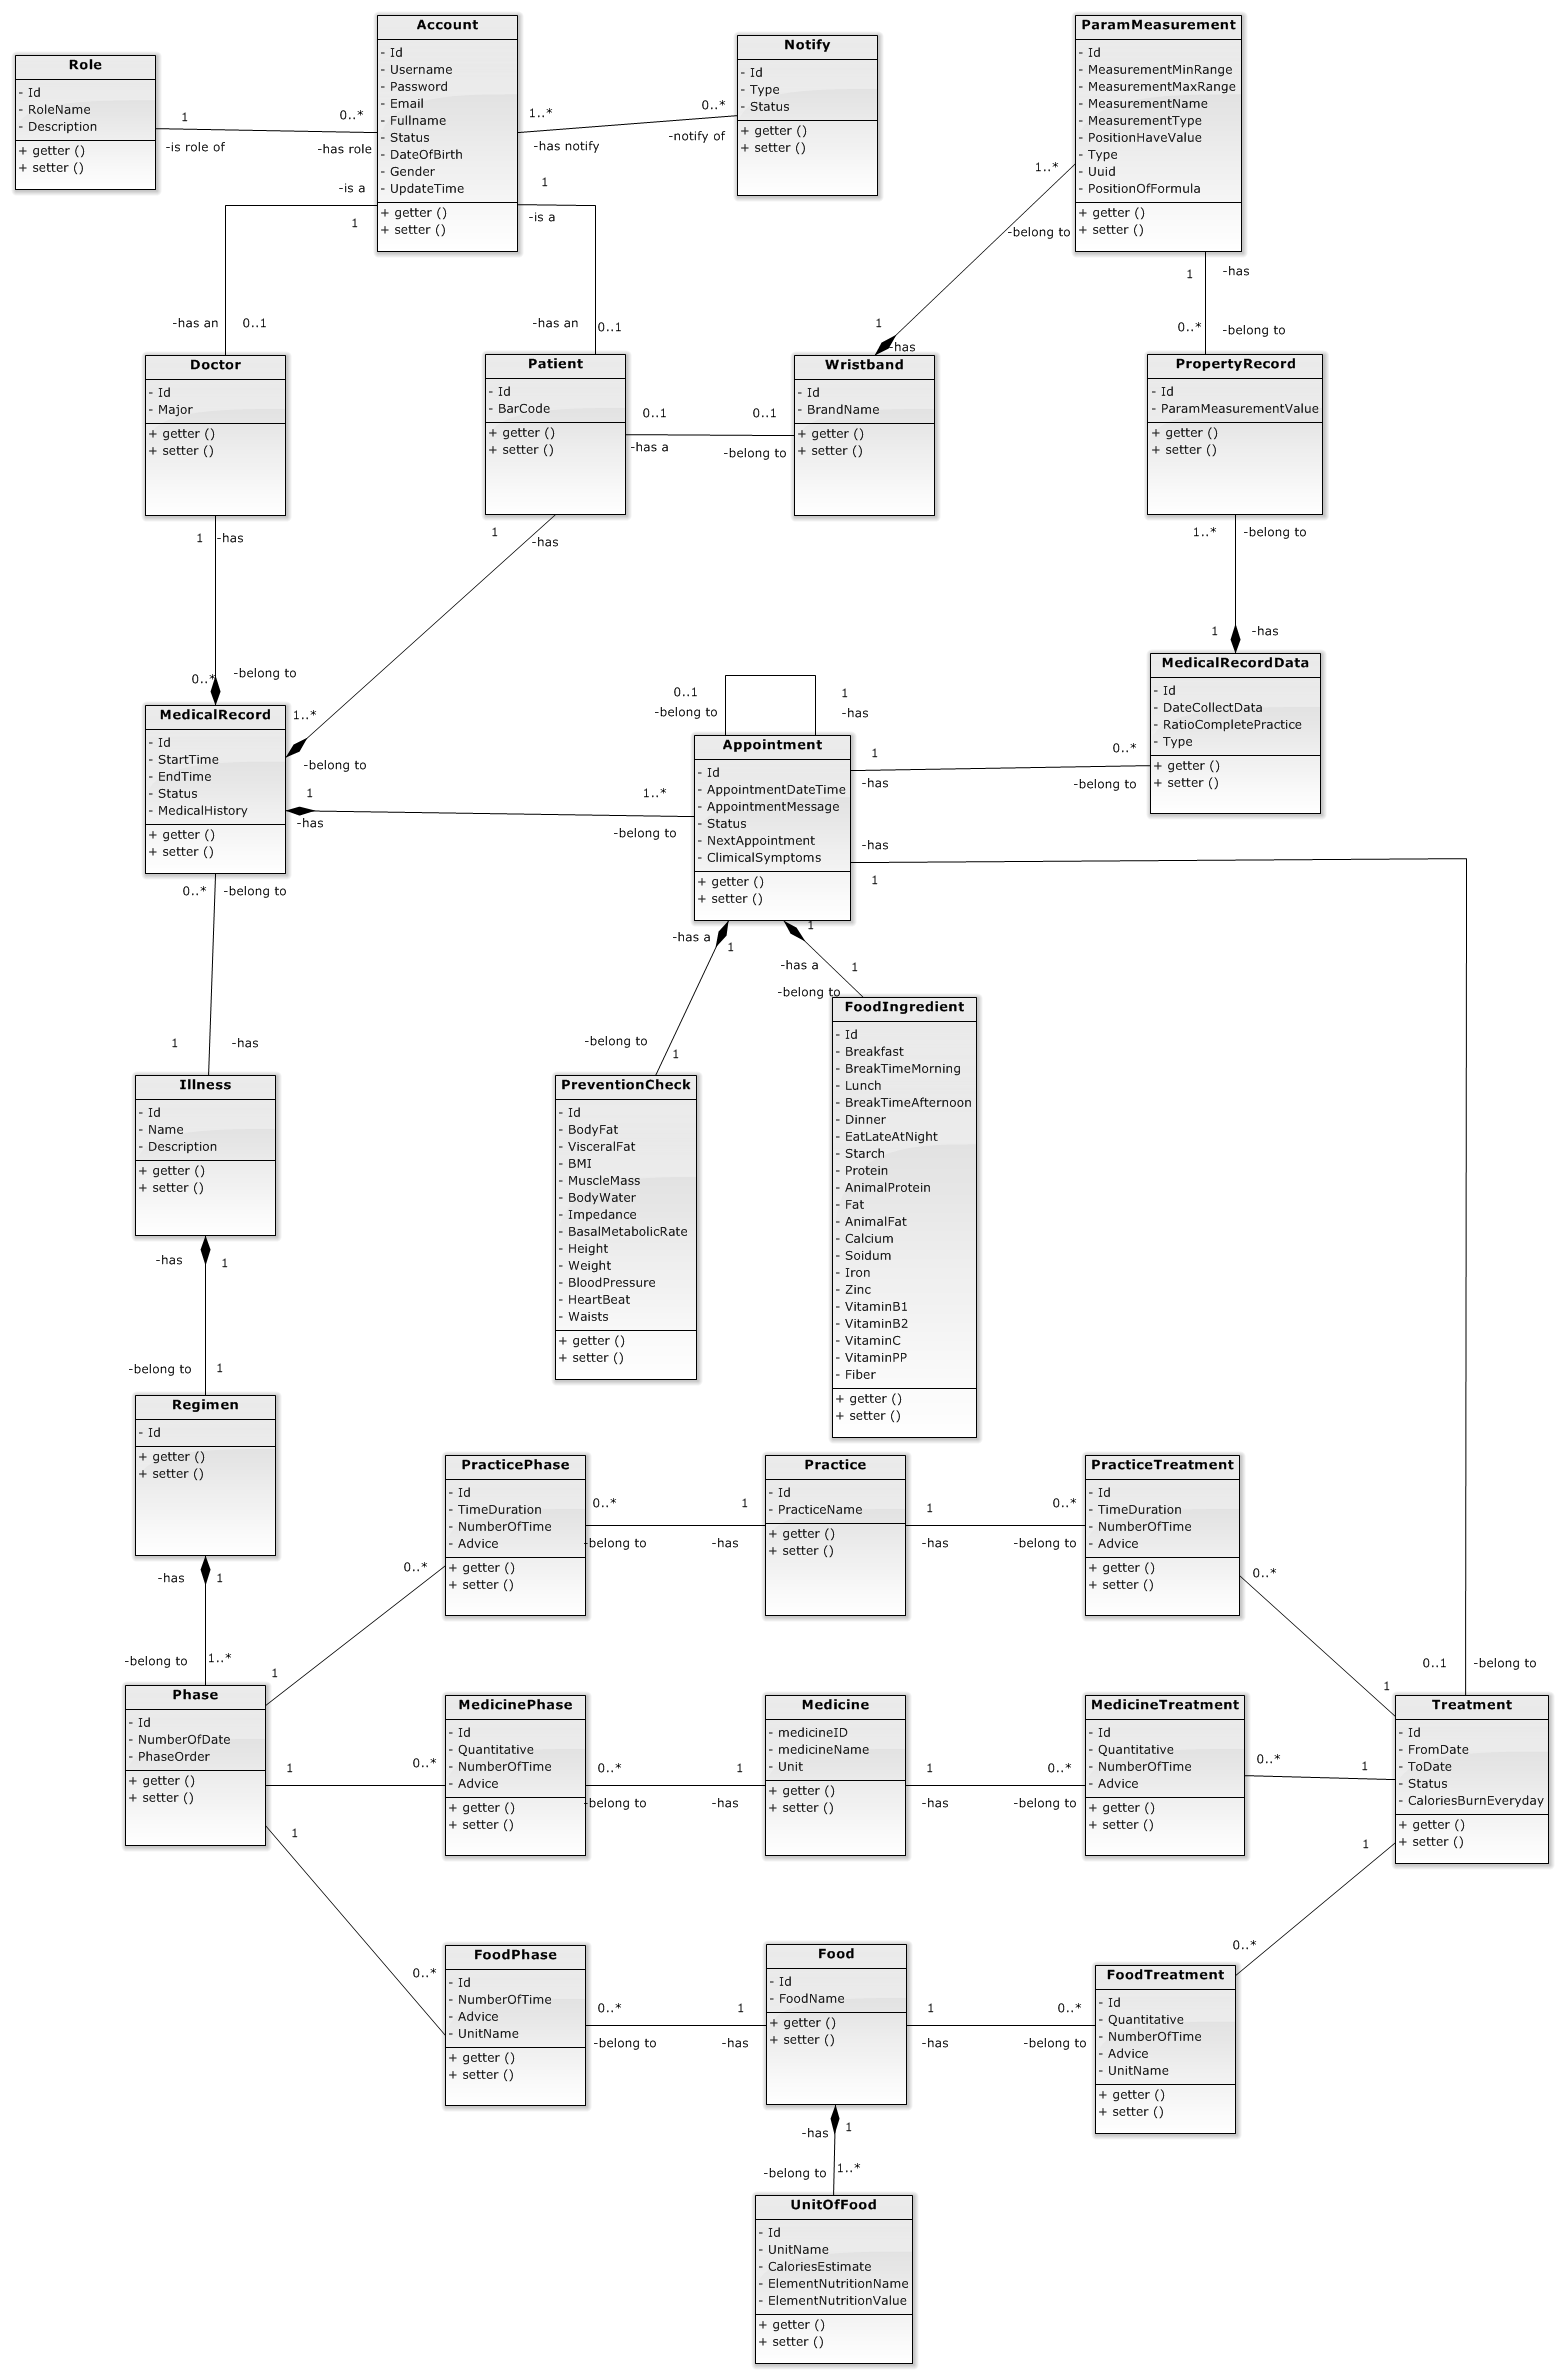 Account
- Id
- Username
- Password
- Email
- Fullname
- Status
- DateOfBirth
- Gender
- UpdateTime
+ getter ()
+ setter ()
Role
- Id
- RoleName
- Description
+ getter ()
+ setter ()
1
-is role of
0..*
-has role
Notify
- Id
- Type
- Status
+ getter ()
+ setter ()
1..*
-has notify
0..*
-notify of
ParamMeasurement
- Id
- MeasurementMinRange
- MeasurementMaxRange
- MeasurementName
- MeasurementType
- PositionHaveValue
- Type
- Uuid
- PositionOfFormula
+ getter ()
+ setter ()
-is a
1
1
-is a
-has an
0..1
-has an
0..1
1..*
-belong to
1
-has
1
-has
0..*
-belong to
Doctor
- Id
- Major
+ getter ()
+ setter ()
Patient
- Id
- BarCode
+ getter ()
+ setter ()
0..1
-has a
0..1
-belong to
Wristband
- Id
- BrandName
+ getter ()
+ setter ()
PropertyRecord
- Id
- ParamMeasurementValue
+ getter ()
+ setter ()
1
-has
1
-has
1..*
-belong to
1
-has
0..*
-belong to
1..*
-belong to
MedicalRecord
- Id
- StartTime
- EndTime
- Status
- MedicalHistory
+ getter ()
+ setter ()
1
-has
1..*
-belong to
0..1
-belong to
1
-has
Appointment
- Id
- AppointmentDateTime
- AppointmentMessage
- Status
- NextAppointment
- ClimicalSymptoms
+ getter ()
+ setter ()
1
-has
0..*
-belong to
MedicalRecordData
- Id
- DateCollectData
- RatioCompletePractice
- Type
+ getter ()
+ setter ()
-has
1
0..*
-belong to
1
-has
-has a
1
1
-has a
1
-belong to
-belong to
1
Illness
- Id
- Name
- Description
+ getter ()
+ setter ()
PreventionCheck
- Id
- BodyFat
- VisceralFat
- BMI
- MuscleMass
- BodyWater
- Impedance
- BasalMetabolicRate
- Height
- Weight
- BloodPressure
- HeartBeat
- Waists
+ getter ()
+ setter ()
FoodIngredient
- Id
- Breakfast
- BreakTimeMorning
- Lunch
- BreakTimeAfternoon
- Dinner
- EatLateAtNight
- Starch
- Protein
- AnimalProtein
- Fat
- AnimalFat
- Calcium
- Soidum
- Iron
- Zinc
- VitaminB1
- VitaminB2
- VitaminC
- VitaminPP
- Fiber
+ getter ()
+ setter ()
-has
1
-belong to
1
Regimen
- Id
+ getter ()
+ setter ()
-has
1
-belong to
1..*
PracticePhase
- Id
- TimeDuration
- NumberOfTime
- Advice
+ getter ()
+ setter ()
0..*
-belong to
1
-has
Practice
- Id
- PracticeName
+ getter ()
+ setter ()
1
-has
0..*
-belong to
PracticeTreatment
- Id
- TimeDuration
- NumberOfTime
- Advice
+ getter ()
+ setter ()
0..*
1
0..*
1
0..1
-belong to
Phase
- Id
- NumberOfDate
- PhaseOrder
+ getter ()
+ setter ()
1
0..*
MedicinePhase
- Id
- Quantitative
- NumberOfTime
- Advice
+ getter ()
+ setter ()
0..*
-belong to
1
-has
Medicine
- medicineID
- medicineName
- Unit
+ getter ()
+ setter ()
1
-has
0..*
-belong to
MedicineTreatment
- Id
- Quantitative
- NumberOfTime
- Advice
+ getter ()
+ setter ()
0..*
1
Treatment
- Id
- FromDate
- ToDate
- Status
- CaloriesBurnEveryday
+ getter ()
+ setter ()
1
0..*
1
0..*
FoodPhase
- Id
- NumberOfTime
- Advice
- UnitName
+ getter ()
+ setter ()
0..*
-belong to
1
-has
Food
- Id
- FoodName
+ getter ()
+ setter ()
1
-has
0..*
-belong to
FoodTreatment
- Id
- Quantitative
- NumberOfTime
- Advice
- UnitName
+ getter ()
+ setter ()
-has
1
-belong to
1..*
UnitOfFood
- Id
- UnitName
- CaloriesEstimate
- ElementNutritionName
- ElementNutritionValue
+ getter ()
+ setter ()